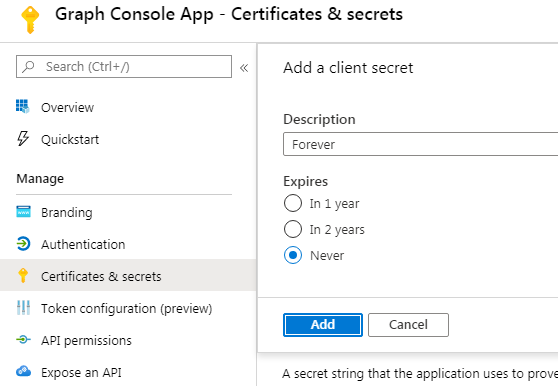 Graph Console App - Certificates & secrets
Search (Ctrl+/)
«
Overview
Quickstart
Manage
Branding
Authentication
Certificates & secrets
Token configuration (preview)
API permissions
Expose an API
Add a client secret
Description
Forever
Expires
In 1 year
In 2 years
Never
Add
Cancel
A secret string that the application uses to prove